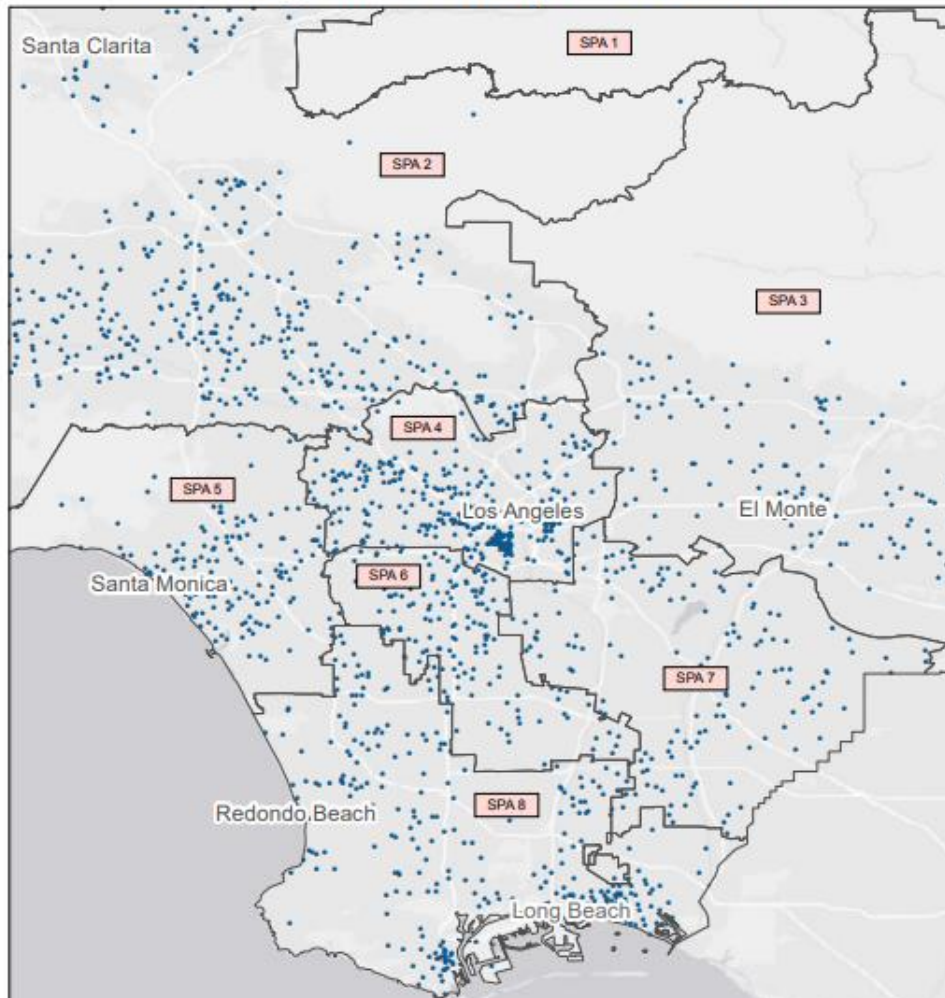 Santa Clarita
SPA 1
SPA 2
SPA 3
SPA 4
SPA 5
Los Angeles
El Monte
Santa Monica
SPA 6
SPA 7
Redondo Beach
SPA 8
Long Beach